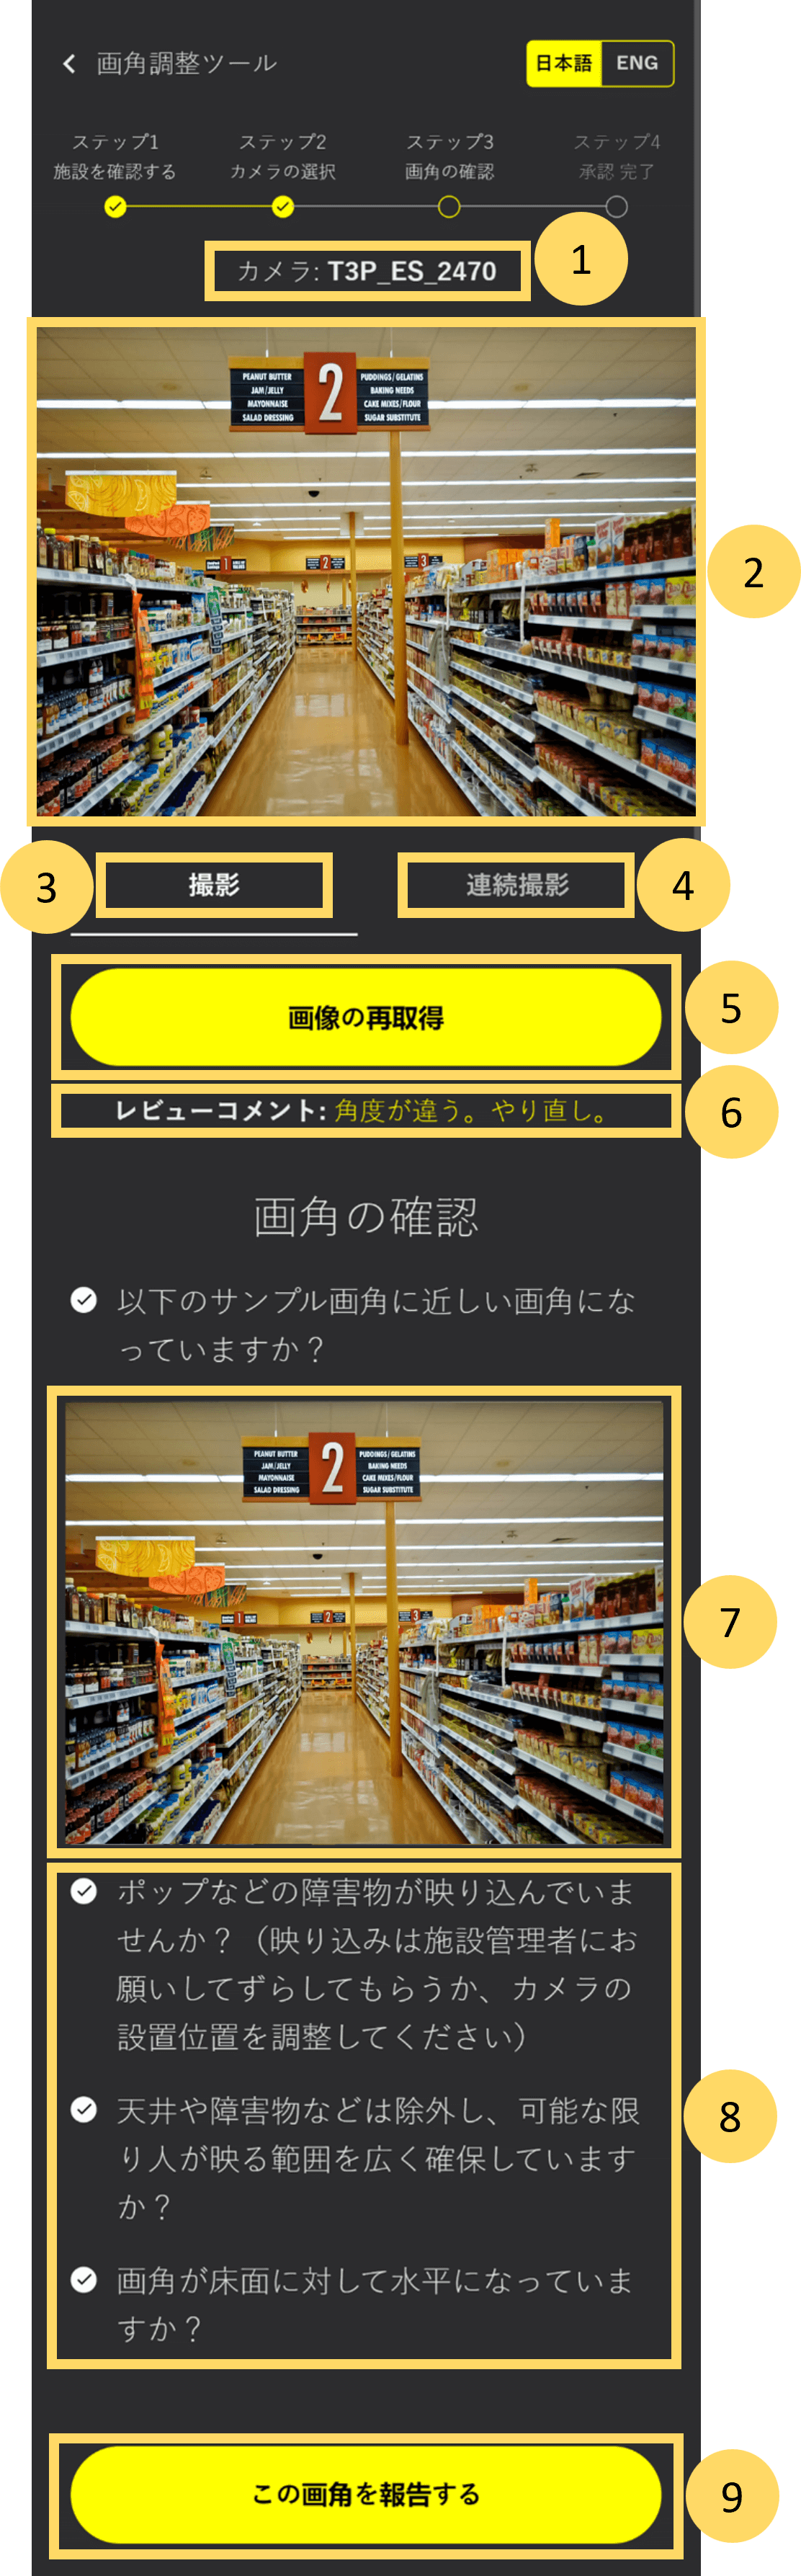 画角調整ツール
日本語 ENG
ステップ1 ステップ2 ステップ3 ステップ4
施設を確認する カメラの選択 画角の確認 承認 完了
カメラ: T3P_ES_2470
1
PEANUT BUTTER
JAM/JELLY
MAYONNAISE
SALAD DRESSING
2
PUDDINGS/GELATINS
BAKING NEEDS
CAKE MIXES/FLOUR
SUGAR SUBSTITUTE
1
2
3
2
3
撮影
連続撮影
4
画像の再取得
5
レビューコメント: 角度が違う。やり直し。
6
画角の確認
以下のサンプル画角に近しい画角にな
っていますか？
PEANUT BUTTER
JAM/JELLY
MAYONNAISE
SALAD DRESSING
2
PUDDINGS/GELATINS
BAKING NEEDS
CAKE MIXES/FLOUR
SUGAR SUBSTITUTE
1
2
3
7
ポップなどの障害物が映り込んでいま
せんか？（映り込みは施設管理者にお
願いしてずらしてもらうか、カメラの
設置位置を調整してください）
天井や障害物などは除外し、可能な限
り人が映る範囲を広く確保しています
か？
画角が床面に対して水平になっていま
すか？
8
この画角を報告する
9